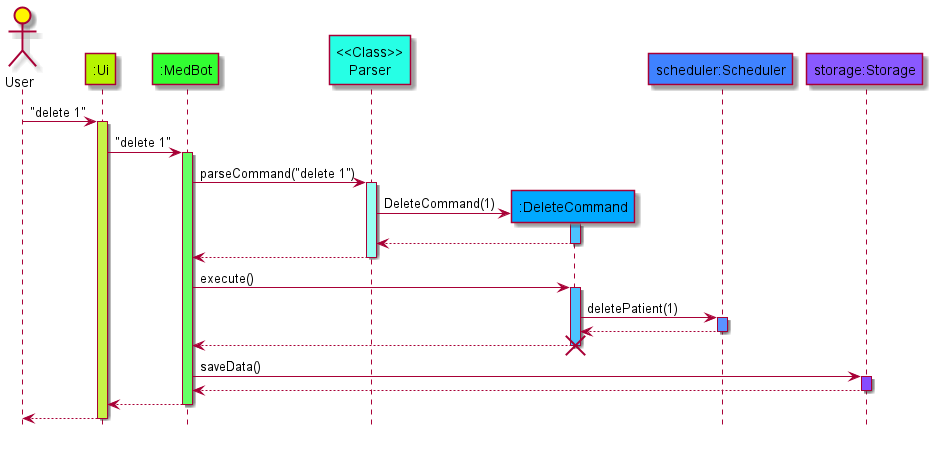 <<Class>>
Parser
:Ui
:MedBot
scheduler:Scheduler
storage:Storage
User
"delete 1"
"delete 1"
parseCommand("delete 1")
DeleteCommand(1)
:DeleteCommand
execute()
deletePatient(1)
saveData()